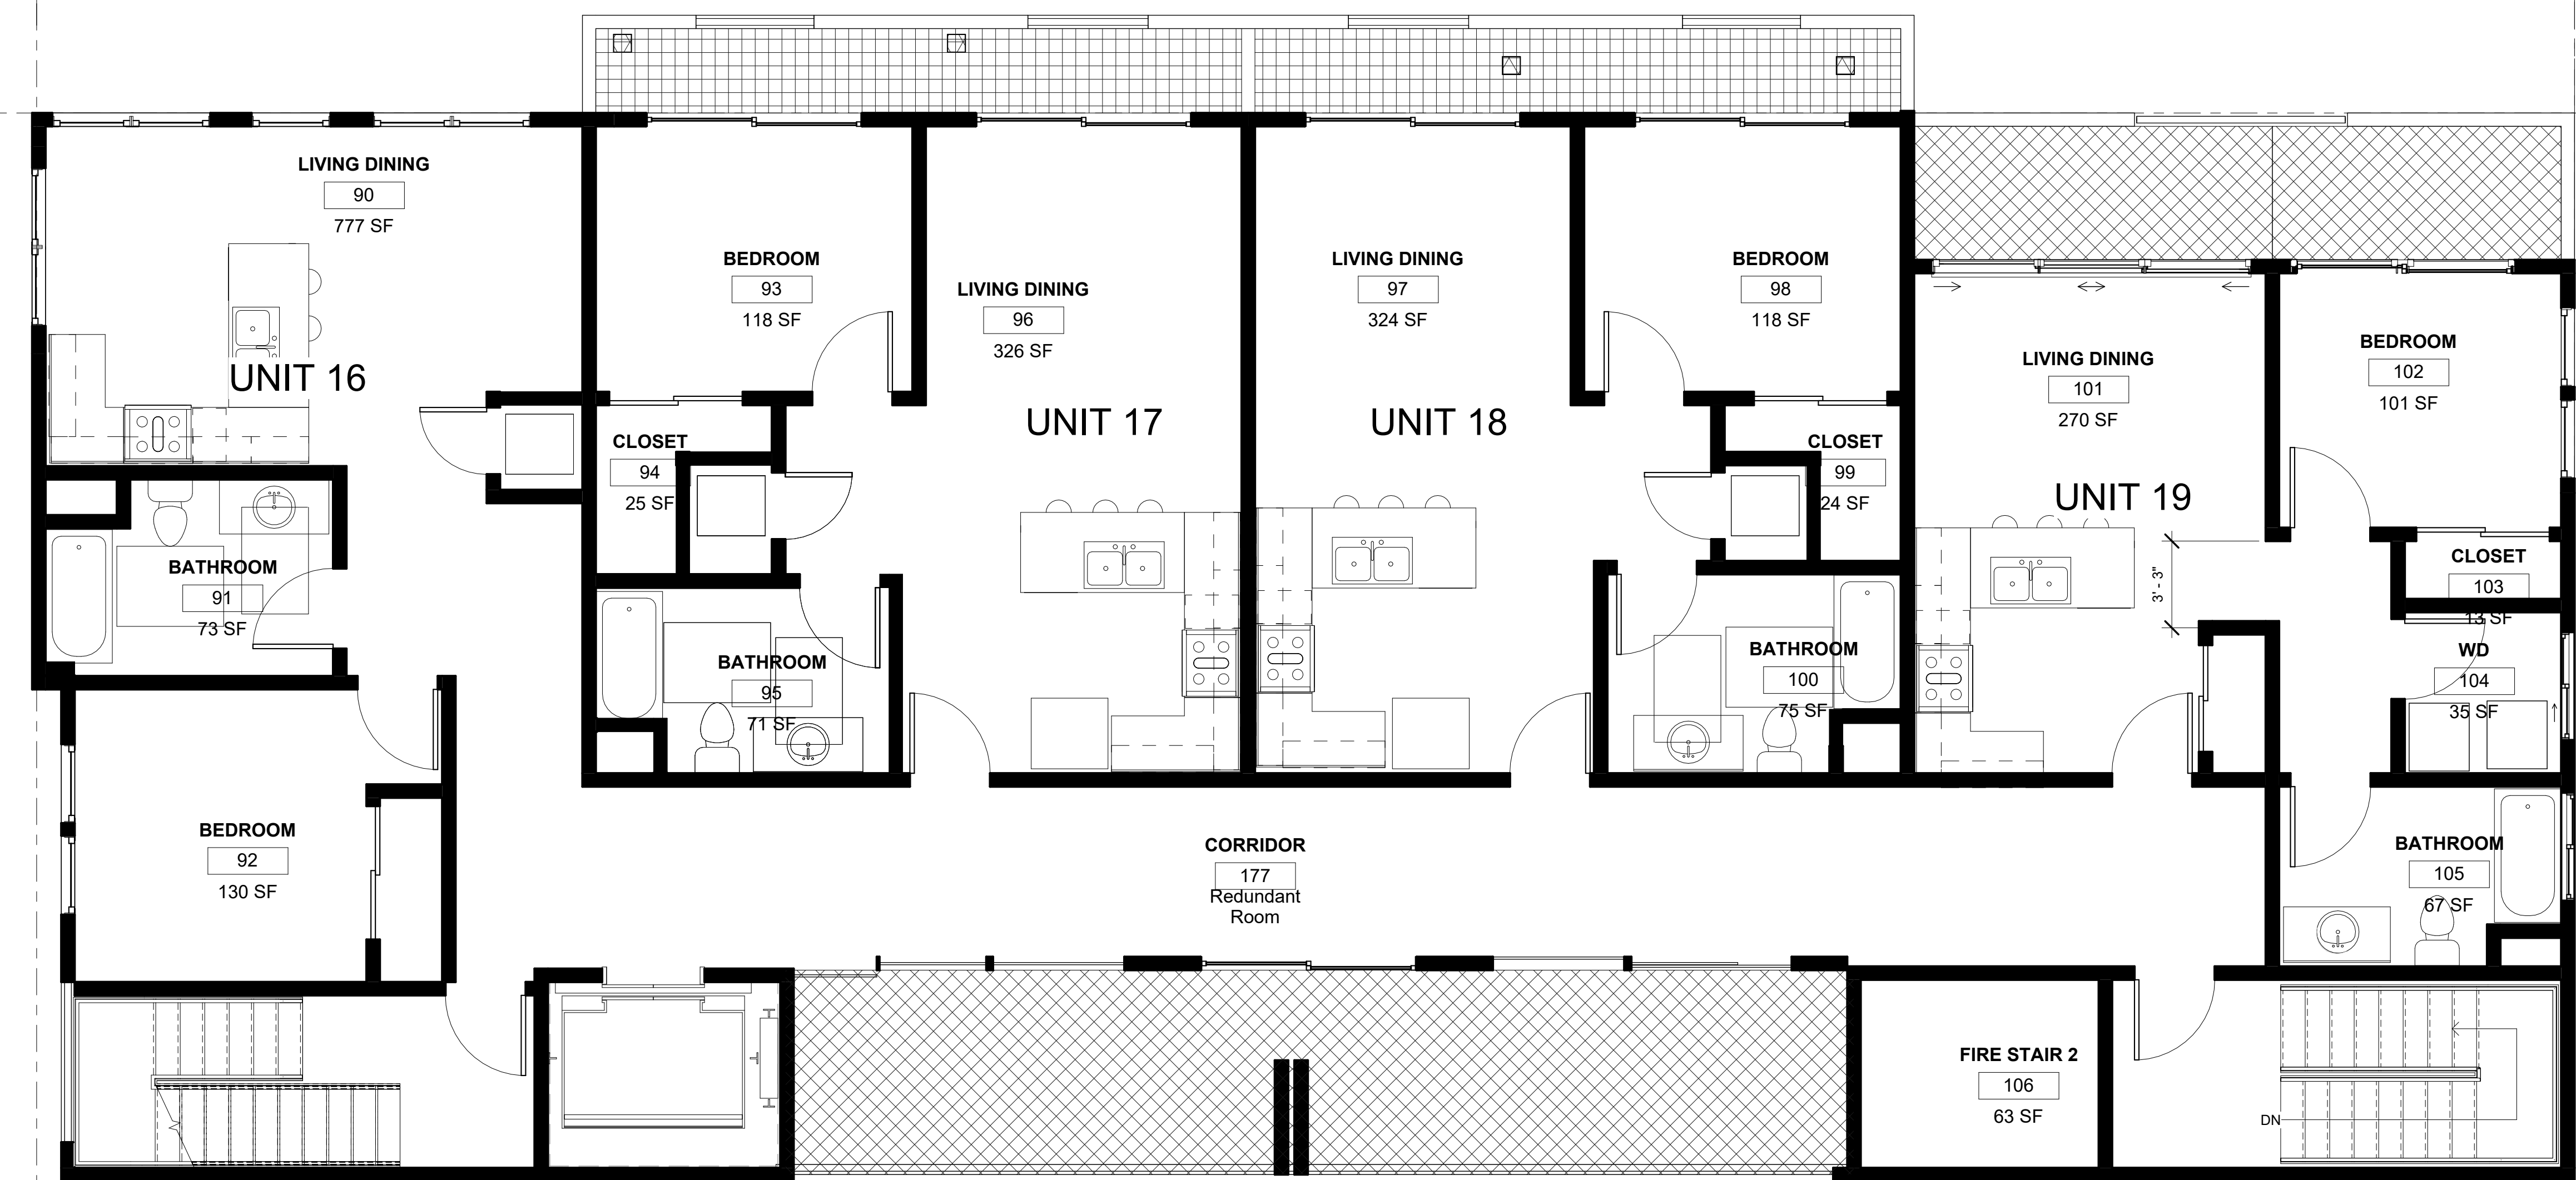 LIVING DINING
90
777 SF
UNIT 16
BATHROOM
91
73 SF
BEDROOM
92
130 SF
BEDROOM
93
118 SF
CLOSET
94
25 SF
BATHROOM
95
71 SF
LIVING DINING
96
326 SF
UNIT 17
LIVING DINING
97
324 SF
UNIT 18
BEDROOM
98
118 SF
CLOSET
99
24 SF
BATHROOM
100
75 SF
LIVING DINING
101
270 SF
UNIT 19
3' - 3"
BEDROOM
102
101 SF
CLOSET
103
13 SF
WD
104
35 SF
BATHROOM
105
67 SF
CORRIDOR
177
Redundant
Room
FIRE STAIR 2
106
63 SF
DN